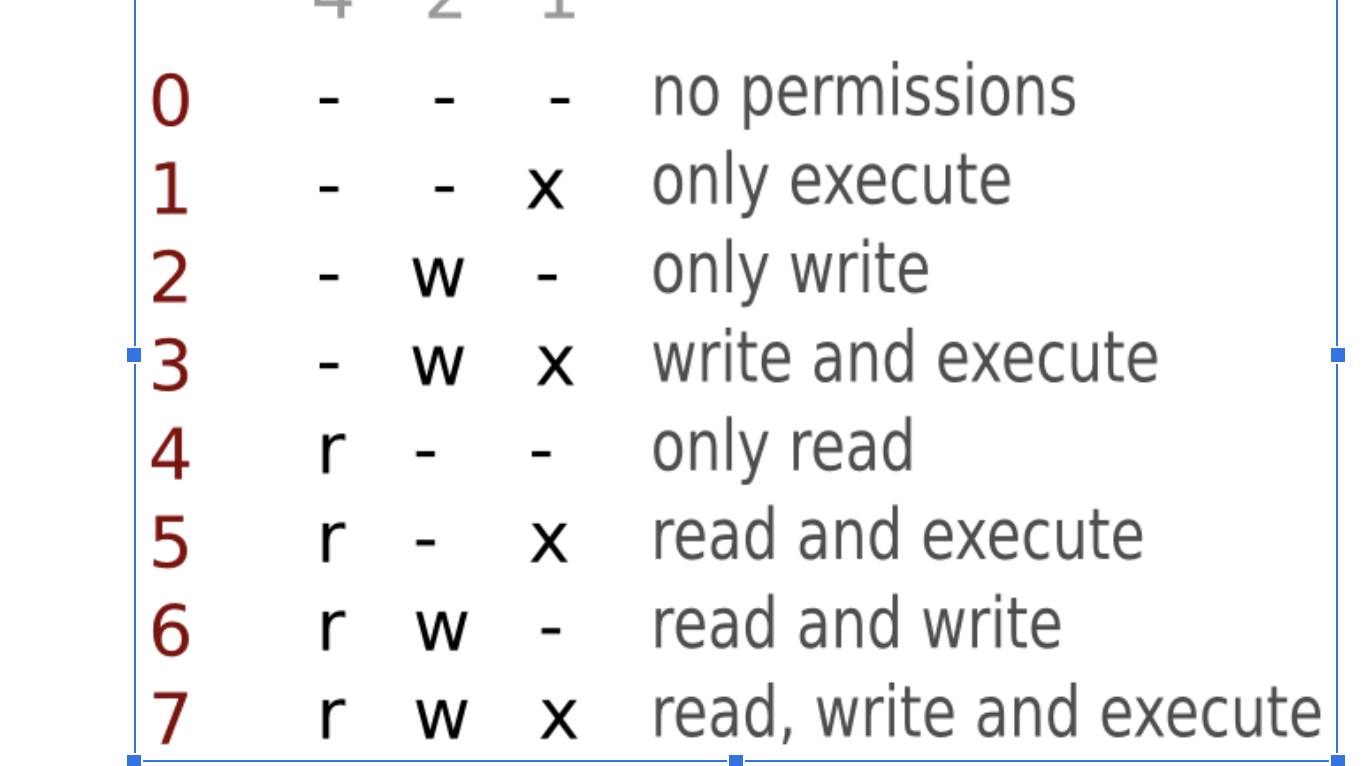 4 2 1
0 - - - no permissions
1 - - x only execute
2 - w - only write
3 - w x write and execute
4 r - - only read
5 r - x read and execute
6 r w - read and write
7 r w x read, write and execute